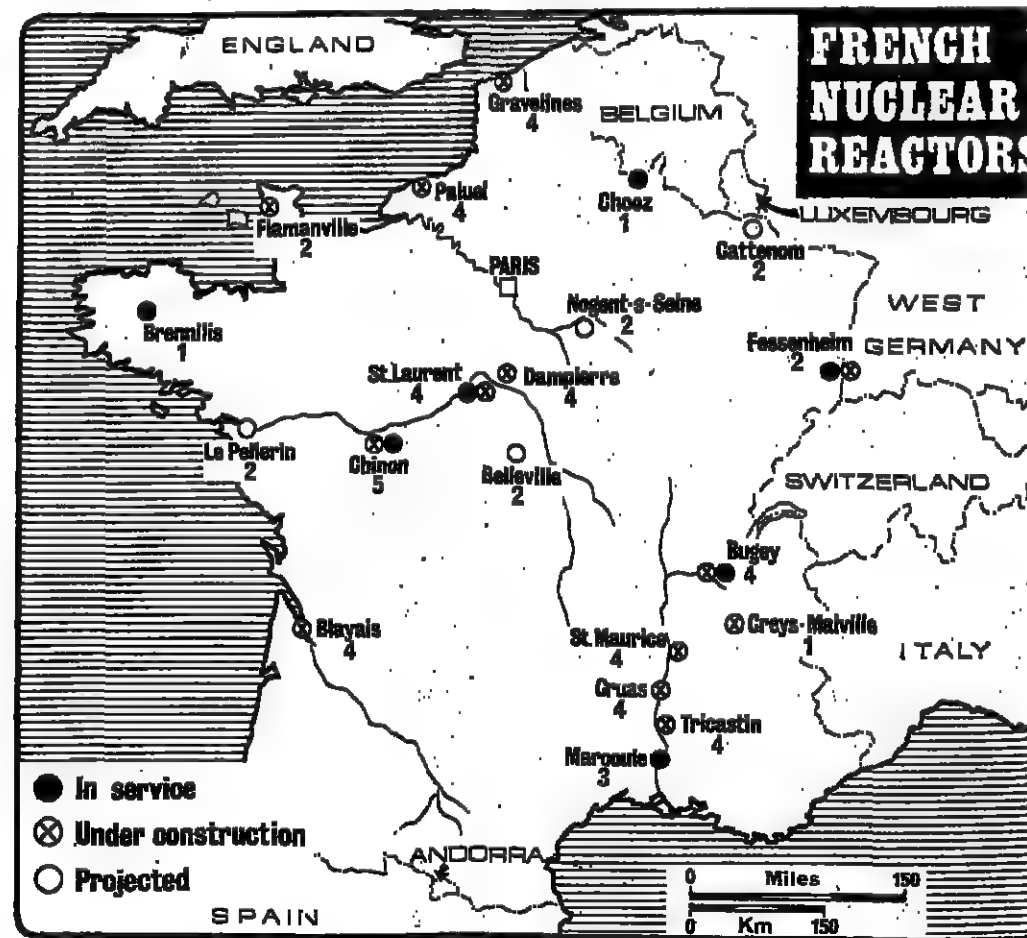 FRENCH
NUCLEAR
REACTORS
ENGLAND
Gravelines
4
BELGIUM
Paluel
4
Chooz
1
Flamanville
2
LUXEMBOURG
Cattenom
2
PARIS
Nogent-s-Seine
2
Brennilis
1
WEST
GERMANY
Fessenheim
2
St Laurent
4
Dampierre
4
Le Pellerin
2
Chinon
5
Belleville
2
SWITZERLAND
Bugey
4
Blayais
4
Creys-Malville
1
St Maurice
4
ITALY
Cruas
4
Tricastin
4
Marcoule
3
In service
Under construction
Projected
ANDORRA
SPAIN
0 Miles 150
0 Km 150